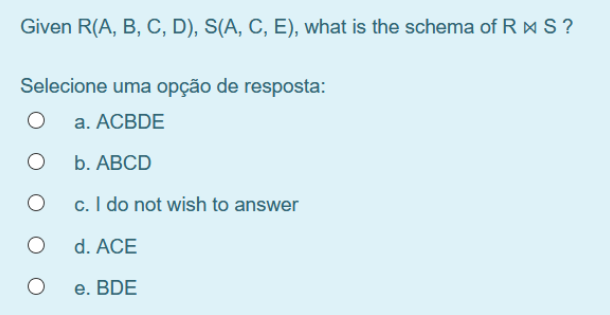 Given R(A, B, C, D), S(A, C, E), what is the schema of R ⋈ S ?
Selecione uma opção de resposta:
a. ACBDE
b. ABCD
c. I do not wish to answer
d. ACE
e. BDE